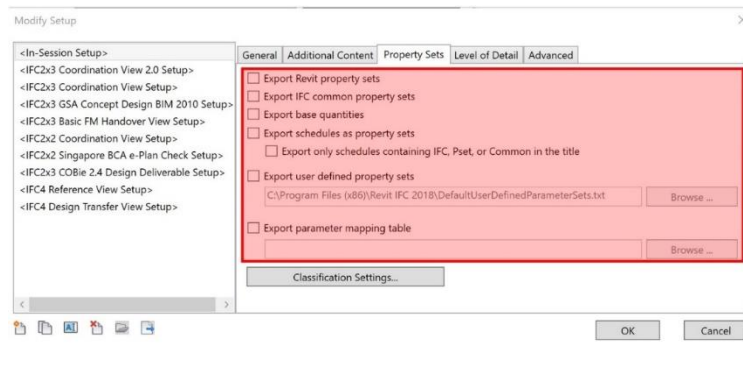 Modify Setup
<In-Session Setup>
<IFC2x3 Coordination View 2.0 Setup>
<IFC2x3 Coordination View Setup>
<IFC2x3 GSA Concept Design BIM 2010 Setup>
<IFC2x3 Basic FM Handover View Setup>
<IFC2x2 Coordination View Setup>
<IFC2x2 Singapore BCA e-Plan Check Setup>
<IFC2x3 COBie 2.4 Design Deliverable Setup>
<IFC4 Reference View Setup>
<IFC4 Design Transfer View Setup>
General Additional Content Property Sets Level of Detail Advanced
Export Revit property sets
Export IFC common property sets
Export base quantities
Export schedules as property sets
Export only schedules containing IFC, Pset, or Common in the title
Export user defined property sets
C:\Program Files (x86)\Revit IFC 2018\DefaultUserDefinedParameterSets.txt Browse ...
Export parameter mapping table
Browse ...
Classification Settings...
OK Cancel